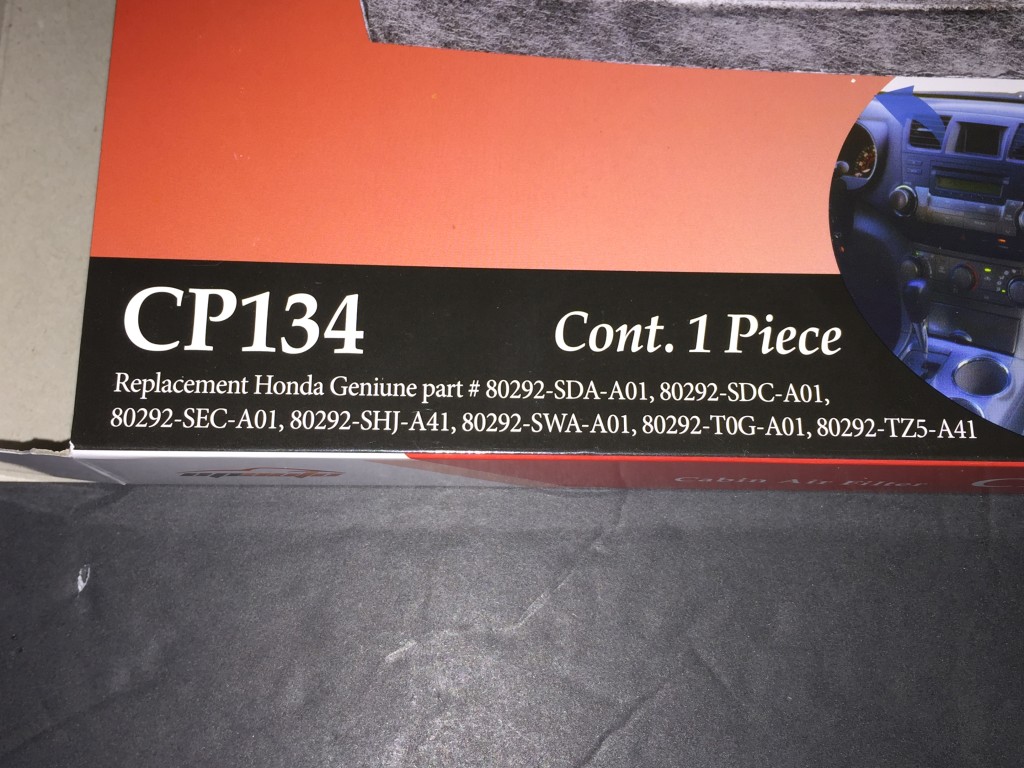 CP134
Cont. 1 Piece
Replacement Honda Geniune part # 80292-SDA-A01, 80292-SDC-A01,
80292-SEC-A01, 80292-SHJ-A41, 80292-SWA-A01, 80292-T0G-A01, 80292-TZ5-A41
Cabin Air Filter